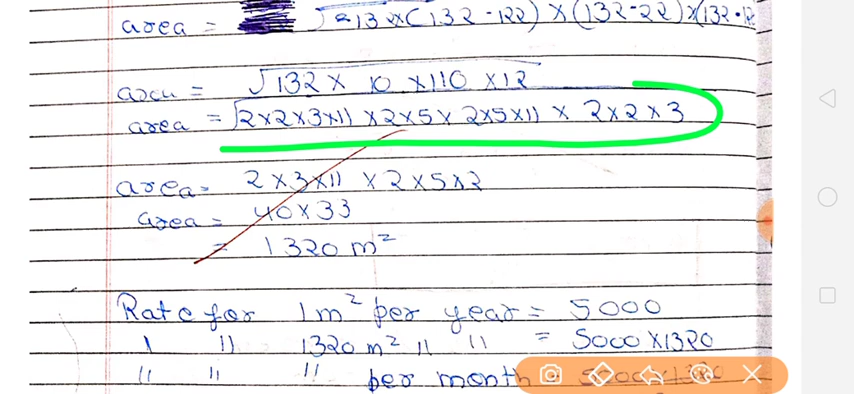 area = √132×(132-122)×(132-22)×(132-12
area = √132 × 10 ×110 ×12
area = √2×2×3×11 ×2×5× 2×5×11 × 2×2×3
area = 2×3×11 ×2×5×2
area = 40×33
= 1320 m²
Rate for 1m² per year = 5000
" " 1320 m² " " = 5000×1320
" " " per month =